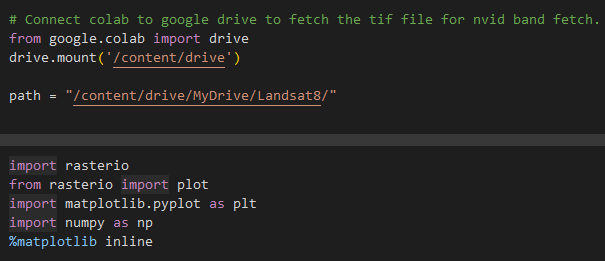 # Connect colab to google drive to fetch the tif file for nvid band fetch.
from google.colab import drive
drive.mount('/content/drive')
path = "/content/drive/MyDrive/Landsat8/"
import rasterio
from rasterio import plot
import matplotlib.pyplot as plt
import numpy as np
%matplotlib inline